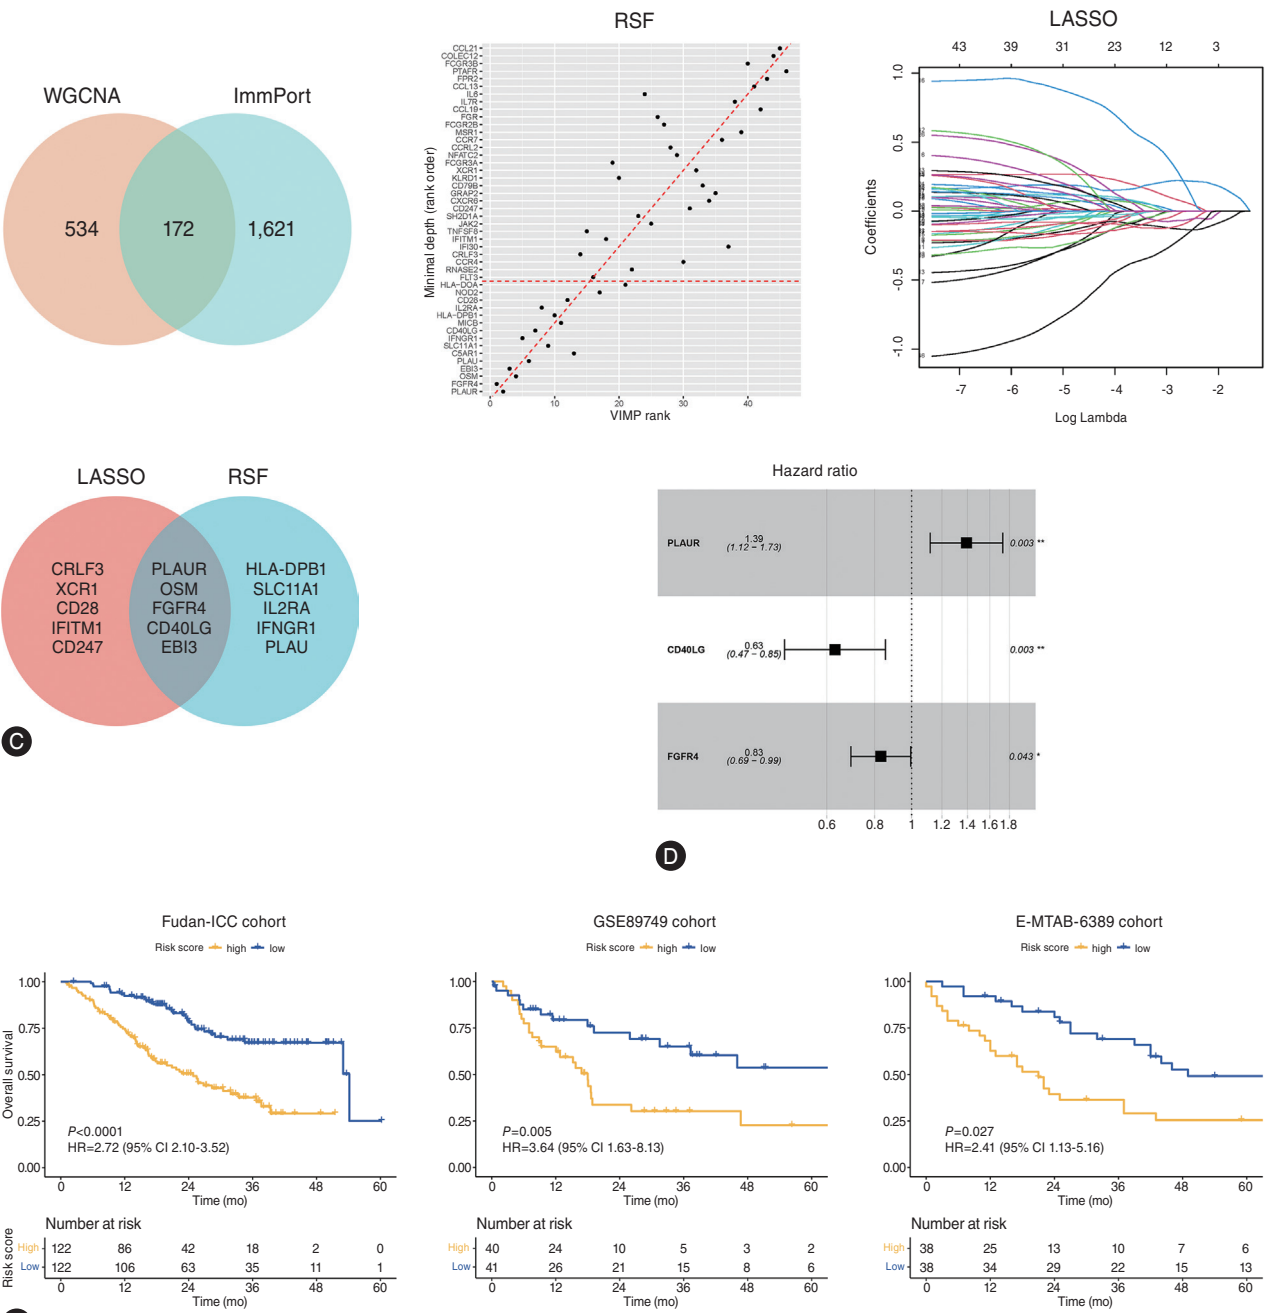 WGCNA
ImmPort
534
172
1,621
RSF
Minimal depth (rank order)
CCL21
COLEC12
FCGR3B
PTAFR
FPR2
CCL13
IL6
IL7R
CCL19
FGR
FCGR2B
MSR1
CCR7
CCRL2
NFATC2
FCGR3A
XCR1
KLRD1
CD79B
GRAP2
CXCR6
CD247
SH2D1A
JAK2
TNFSF8
IFITM1
IFI30
CRLF3
CCR4
RNASE2
FLT3
HLA-DOA
NOD2
CD28
IL2RA
HLA-DPB1
MICB
CD40LG
IFNGR1
SLC11A1
C5AR1
PLAU
EBI3
OSM
FGFR4
PLAUR
0 10 20 30 40
VIMP rank
LASSO
43 39 31 23 12 3
Coefficients
1.0
0.5
0.0
-0.5
-1.0
-7 -6 -5 -4 -3 -2
Log Lambda
LASSO
RSF
CRLF3
XCR1
CD28
IFITM1
CD247
PLAUR
OSM
FGFR4
CD40LG
EBI3
HLA-DPB1
SLC11A1
IL2RA
IFNGR1
PLAU
C
Hazard ratio
PLAUR
1.39
(1.12 – 1.73)
0.003 **
CD40LG
0.63
(0.47 – 0.85)
0.003 **
FGFR4
0.83
(0.69 – 0.99)
0.043 *
0.6 0.8 1 1.2 1.4 1.6 1.8
D
Fudan-ICC cohort
Risk score high low
Overall survival
1.00
0.75
0.50
0.25
0.00
P<0.0001
HR=2.72 (95% CI 2.10-3.52)
0 12 24 36 48 60
Time (mo)
Number at risk
Risk score
High 122 86 42 18 2 0
Low 122 106 63 35 11 1
0 12 24 36 48 60
Time (mo)
GSE89749 cohort
Risk score high low
1.00
0.75
0.50
0.25
0.00
P=0.005
HR=3.64 (95% CI 1.63-8.13)
0 12 24 36 48 60
Time (mo)
Number at risk
High 40 24 10 5 3 2
Low 41 26 21 15 8 6
0 12 24 36 48 60
Time (mo)
E-MTAB-6389 cohort
Risk score high low
1.00
0.75
0.50
0.25
0.00
P=0.027
HR=2.41 (95% CI 1.13-5.16)
0 12 24 36 48 60
Time (mo)
Number at risk
High 38 25 13 10 7 6
Low 38 34 29 22 15 13
0 12 24 36 48 60
Time (mo)